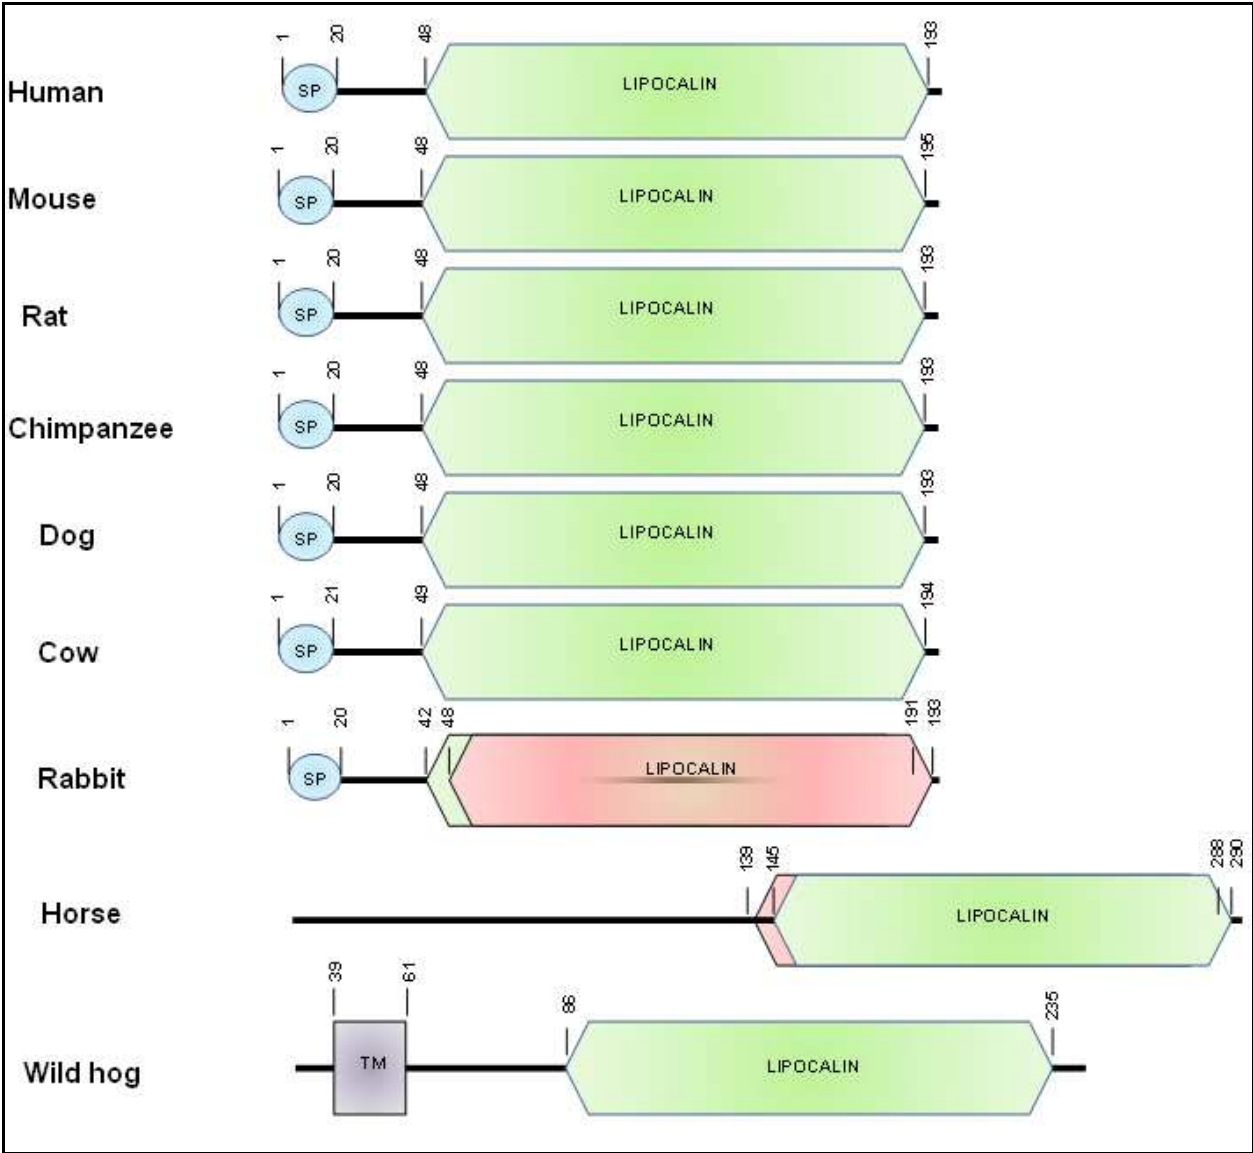 1 20 48 193
Human SP LIPOCALIN
1 20 48 195
Mouse SP LIPOCALIN
1 20 48 193
Rat SP LIPOCALIN
1 20 48 193
Chimpanzee SP LIPOCALIN
1 20 48 193
Dog SP LIPOCALIN
1 21 49 194
Cow SP LIPOCALIN
1 20 42 48 191 193
Rabbit SP LIPOCALIN
139 145 288 290
Horse LIPOCALIN
39 61 86 235
Wild hog TM LIPOCALIN